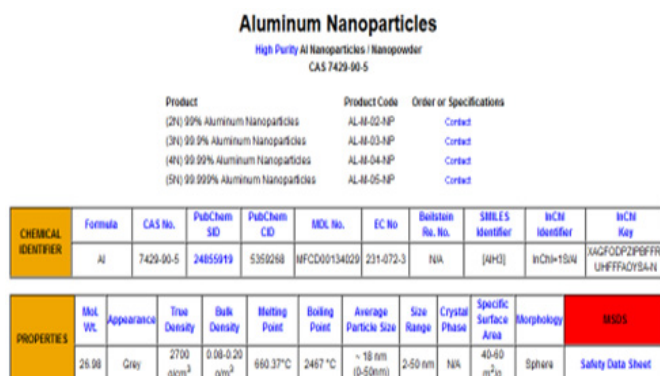 Aluminum Nanoparticles
High Purity Al Nanoparticles / Nanopowder
CAS 7429-90-5
Product Product Code Order or Specifications
(2N) 99% Aluminum Nanoparticles AL-M-02-NP Contact
(3N) 99.9% Aluminum Nanoparticles AL-M-03-NP Contact
(4N) 99.99% Aluminum Nanoparticles AL-M-04-NP Contact
(5N) 99.999% Aluminum Nanoparticles AL-M-05-NP Contact
CHEMICAL IDENTIFIER
Formula CAS No. PubChem SID PubChem CID MDL No. EC No Beilstein Re. No. SMILES Identifier InChI Identifier InChI Key
Al 7429-90-5 24855919 5359268 MFCD00134029 231-072-3 N/A [AlH3] InChI=1S/Al
PROPERTIES
Mol. Wt. Appearance True Density Bulk Density Melting Point Boiling Point Average Particle Size Size Range Crystal Phase Specific Surface Area Morphology MSDS
26.98 Grey 2700 0.08-0.20 660.37°C 2467 °C ~ 18 nm (0-50nm) 2-50 nm N/A 40-60 m²/g Sphere Safety Data Sheet